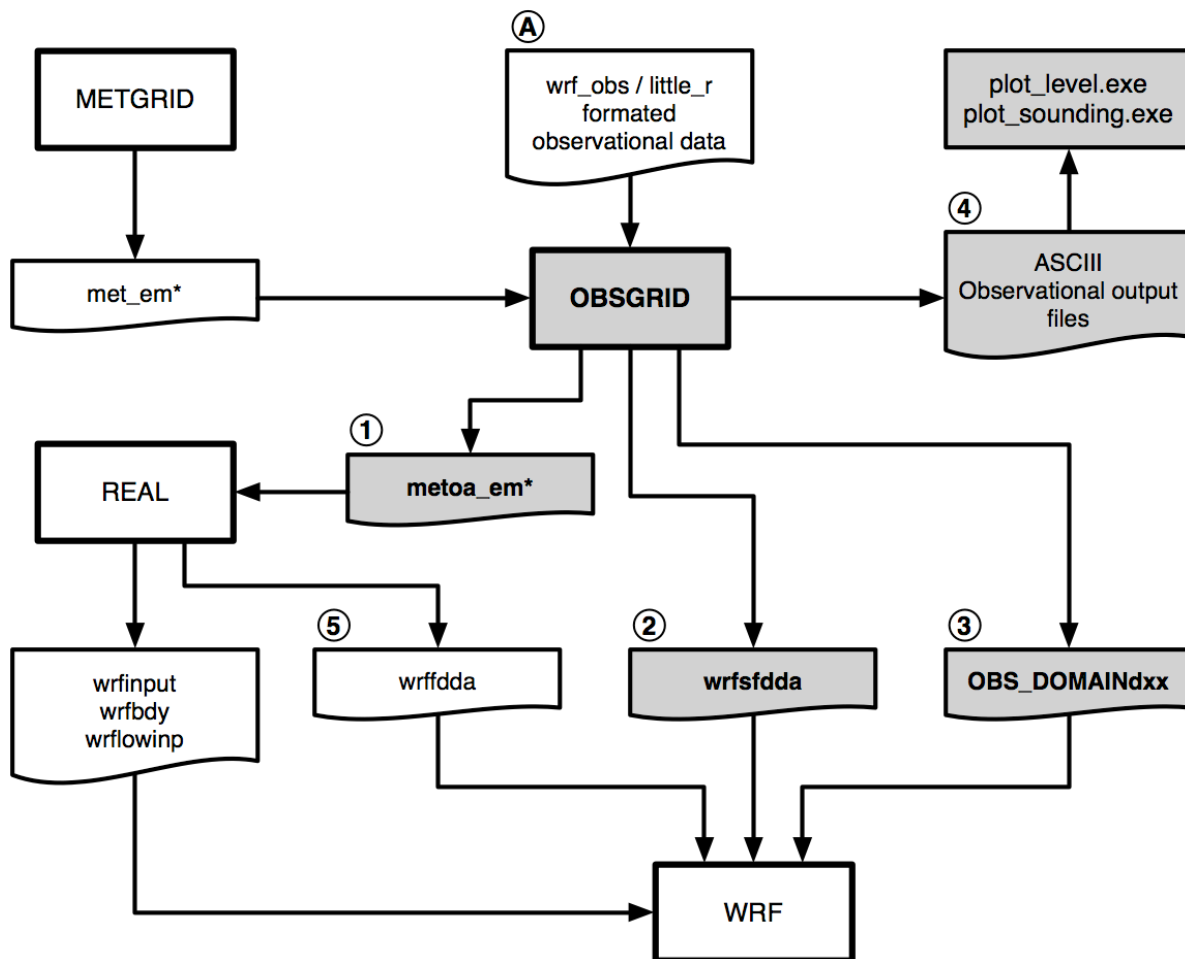 A
METGRID
wrf_obs / little_r
formated
observational data
plot_level.exe
plot_sounding.exe
4
met_em*
OBSGRID
ASCIII
Observational output
files
1
REAL
metoa_em*
5
2
3
wrfinput
wrfbdy
wrflowinp
wrffdda
wrfsfdda
OBS_DOMAINdxx
WRF